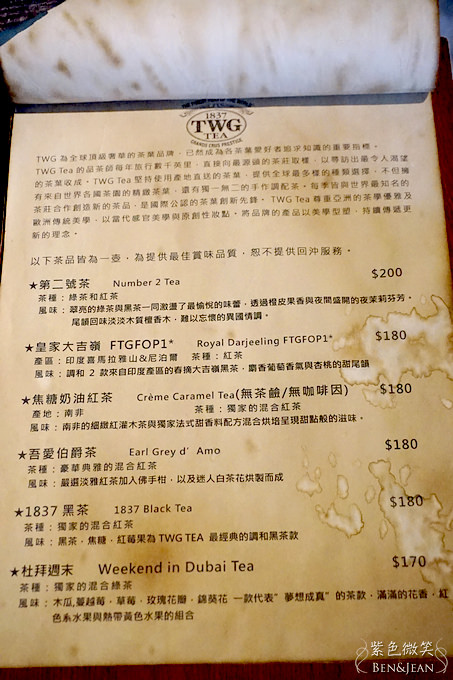 1837
TWG
TEA
GRANDS CRUS PRESTIGE
TWG 為全球頂級奢華的茶葉品牌，已然成為各茶葉愛好者追求知識的重要指標。
TWG Tea 的品茶師每年旅行數千英里，直接向最源頭的茶莊取樣，以尋訪出最令人渴望
的茶葉收成。TWG Tea 堅持使用產地直送的茶葉，提供全球最多樣的種類選擇，不但擁
有來自世界各國茶園的精緻茶葉，還有獨一無二的手作調配茶。每季皆與世界最知名的
茶莊合作創造新的茶品，是國際公認的茶葉創新先鋒。TWG Tea 尊重亞洲的茶學優雅及
歐洲傳統美學，以當代感官美學與原創性妝點。將品牌的產品以美學型塑，持續傳遞更
新的理念。
以下茶品皆為一壺，為提供最佳嘗味品質，恕不提供回沖服務。
★第二號茶 Number 2 Tea $200
茶種：綠茶和紅茶
風味：翠亮的綠茶與黑茶一同激盪了最愉悅的味蕾，透過橙皮果香與夜間盛開的夜茉莉芬芳。
尾韻回味淡淡木質檀香木，難以忘懷的異國情調。
★皇家大吉嶺 FTGFOP1* Royal Darjeeling FTGFOP1* $180
產區：印度喜馬拉雅山&尼泊爾 茶種：紅茶
風味：調和 2 款來自印度產區的春摘大吉嶺黑茶，麝香葡萄香氣與杏桃的甜尾韻
★焦糖奶油紅茶 Crème Caramel Tea(無茶鹼/無咖啡因) $180
產地：南非 茶種：獨家的混合紅茶
風味：南非的細緻紅灌木茶與獨家法式甜香料配方混合烘培呈現甜點般的滋味。
★吾愛伯爵茶 Earl Grey d’ Amo $180
茶種：豪華典雅的混合紅茶
風味：嚴選淡雅紅茶加入佛手柑，以及迷人白茶花烘製而成
★1837 黑茶 1837 Black Tea $180
茶種：獨家的混合紅茶
風味：黑茶，焦糖，紅莓果為 TWG TEA 最經典的調和黑茶款
★杜拜週末 Weekend in Dubai Tea $170
茶種：獨家的混合綠茶
風味：木瓜,蔓越莓，草莓，玫瑰花瓣，錦葵花 一款代表”夢想成真”的茶款，滿滿的花香，紅
色系水果與熱帶黃色水果的組合
紫色微笑
BEN&JEAN